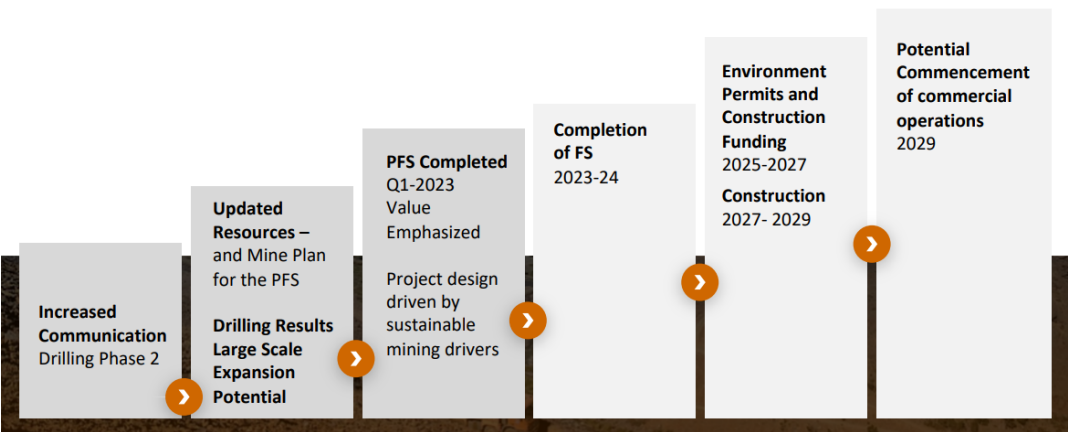 Increased
Communication
Drilling Phase 2
Updated
Resources –
and Mine Plan
for the PFS
Drilling Results
Large Scale
Expansion
Potential
PFS Completed
Q1-2023
Value
Emphasized
Project design
driven by
sustainable
mining drivers
Completion
of FS
2023-24
Environment
Permits and
Construction
Funding
2025-2027
Construction
2027- 2029
Potential
Commencement
of commercial
operations
2029